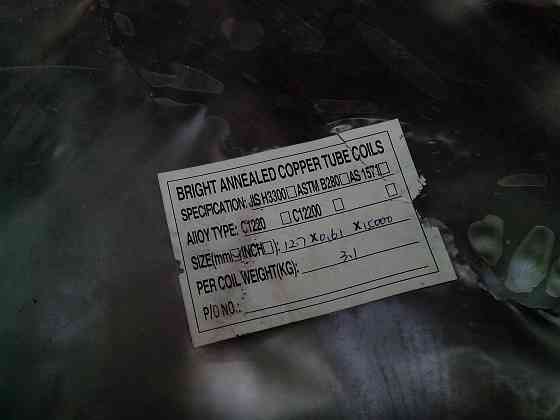 BRIGHT ANNEALED COPPER TUBE COILS
SPECIFICATION: JIS H3300□ ASTM B280□ AS 1571□
AllOY TYPE: C1220 □ C12200 □ □
SIZE(mm□ INCH□): 12.7 x 0.61 x 15000
PER COIL WEIGHT(KG): 3.1
P/O NO.: